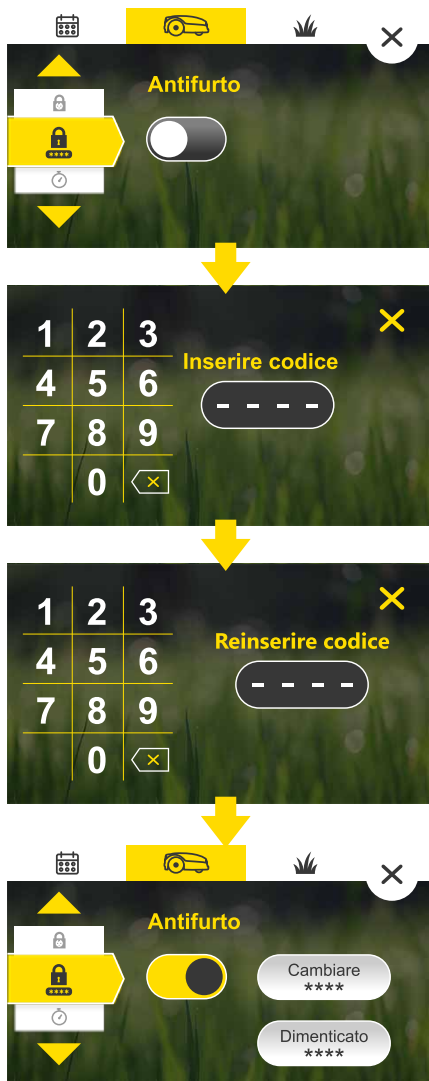 Antifurto
****
1 2 3
Inserire codice
4 5 6
- - - -
7 8 9
0
1 2 3
Reinserire codice
4 5 6
- - - -
7 8 9
0
Antifurto
****
Cambiare
****
Dimenticato
****